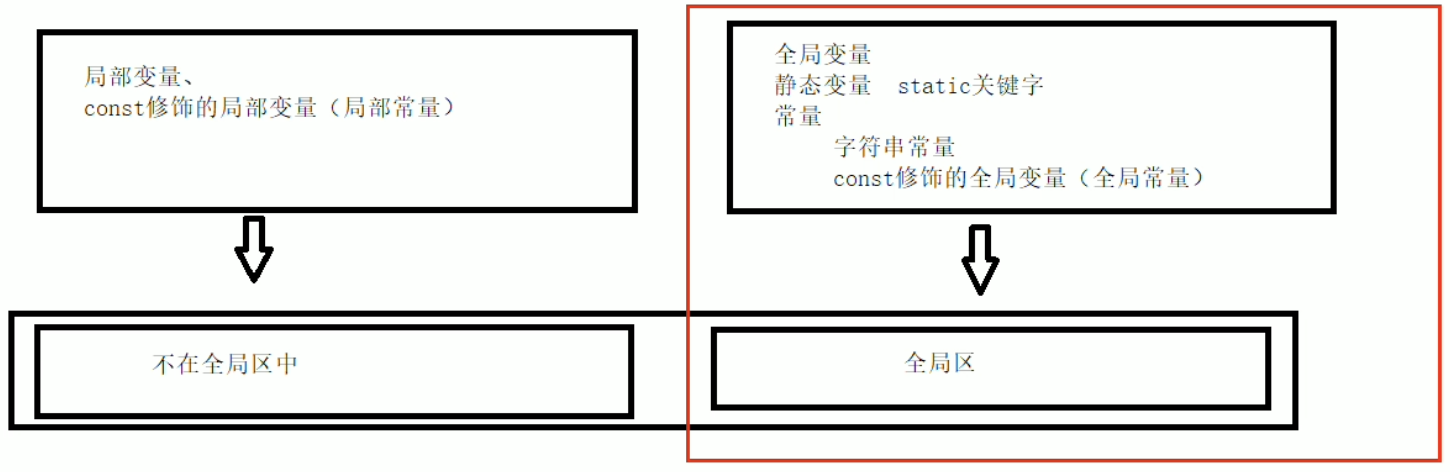 局部变量、
const修饰的局部变量（局部常量）
全局变量
静态变量  static关键字
常量
字符串常量
const修饰的全局变量（全局常量）
不在全局区中
全局区